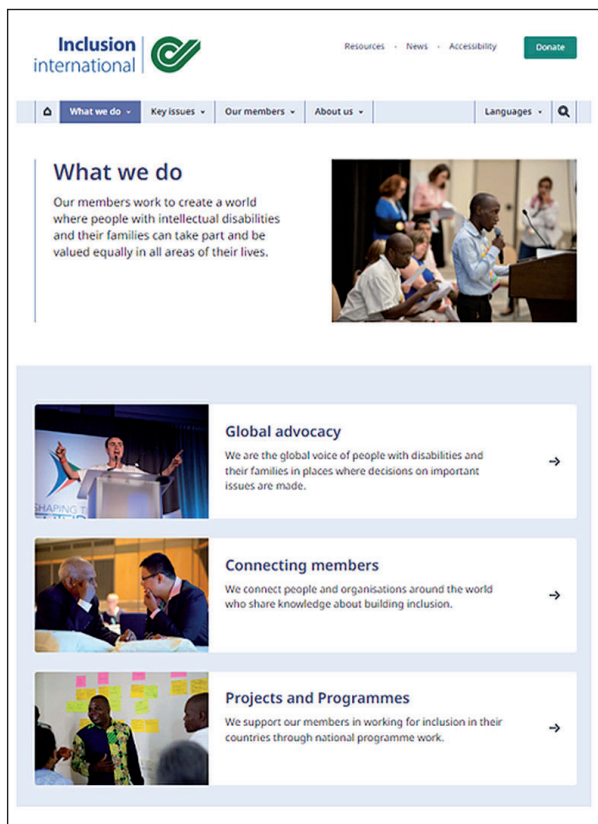 Inclusion
international
Resources · News · Accessibility Donate
What we do Key issues Our members About us Languages
What we do
Our members work to create a world
where people with intellectual disabilities
and their families can take part and be
valued equally in all areas of their lives.
SHAPING
Global advocacy
We are the global voice of people with disabilities and
their families in places where decisions on important
issues are made.
Connecting members
We connect people and organisations around the world
who share knowledge about building inclusion.
Projects and Programmes
We support our members in working for inclusion in their
countries through national programme work.